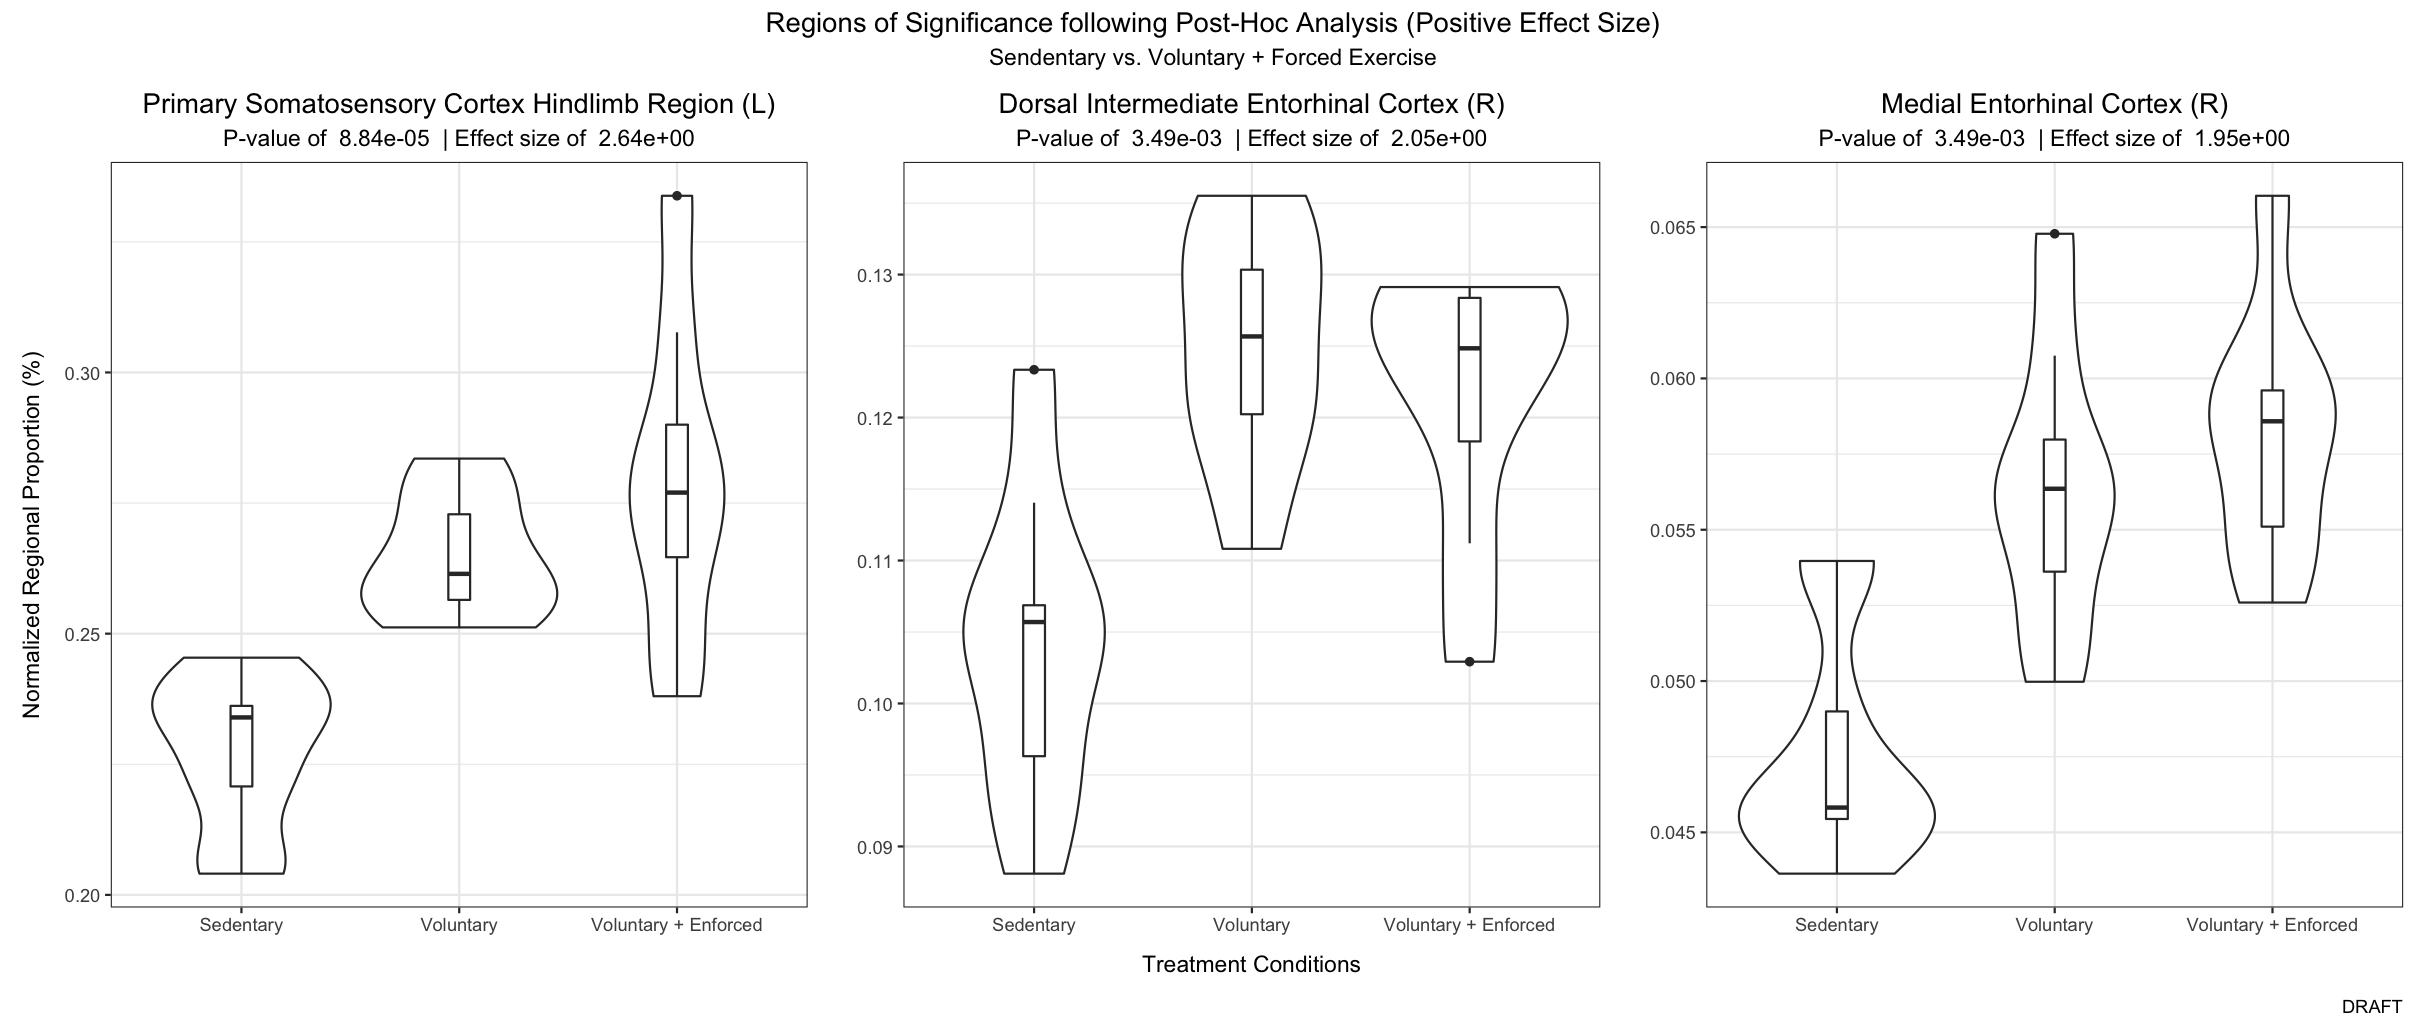 Regions of Significance following Post-Hoc Analysis (Positive Effect Size)
Sendentary vs. Voluntary + Forced Exercise
Primary Somatosensory Cortex Hindlimb Region (L)
P-value of 8.84e-05 | Effect size of 2.64e+00
Normalized Regional Proportion (%)
0.30
0.25
0.20
Sedentary
Voluntary
Voluntary + Enforced
Dorsal Intermediate Entorhinal Cortex (R)
P-value of 3.49e-03 | Effect size of 2.05e+00
0.13
0.12
0.11
0.10
0.09
Sedentary
Voluntary
Voluntary + Enforced
Medial Entorhinal Cortex (R)
P-value of 3.49e-03 | Effect size of 1.95e+00
0.065
0.060
0.055
0.050
0.045
Sedentary
Voluntary
Voluntary + Enforced
Treatment Conditions
DRAFT